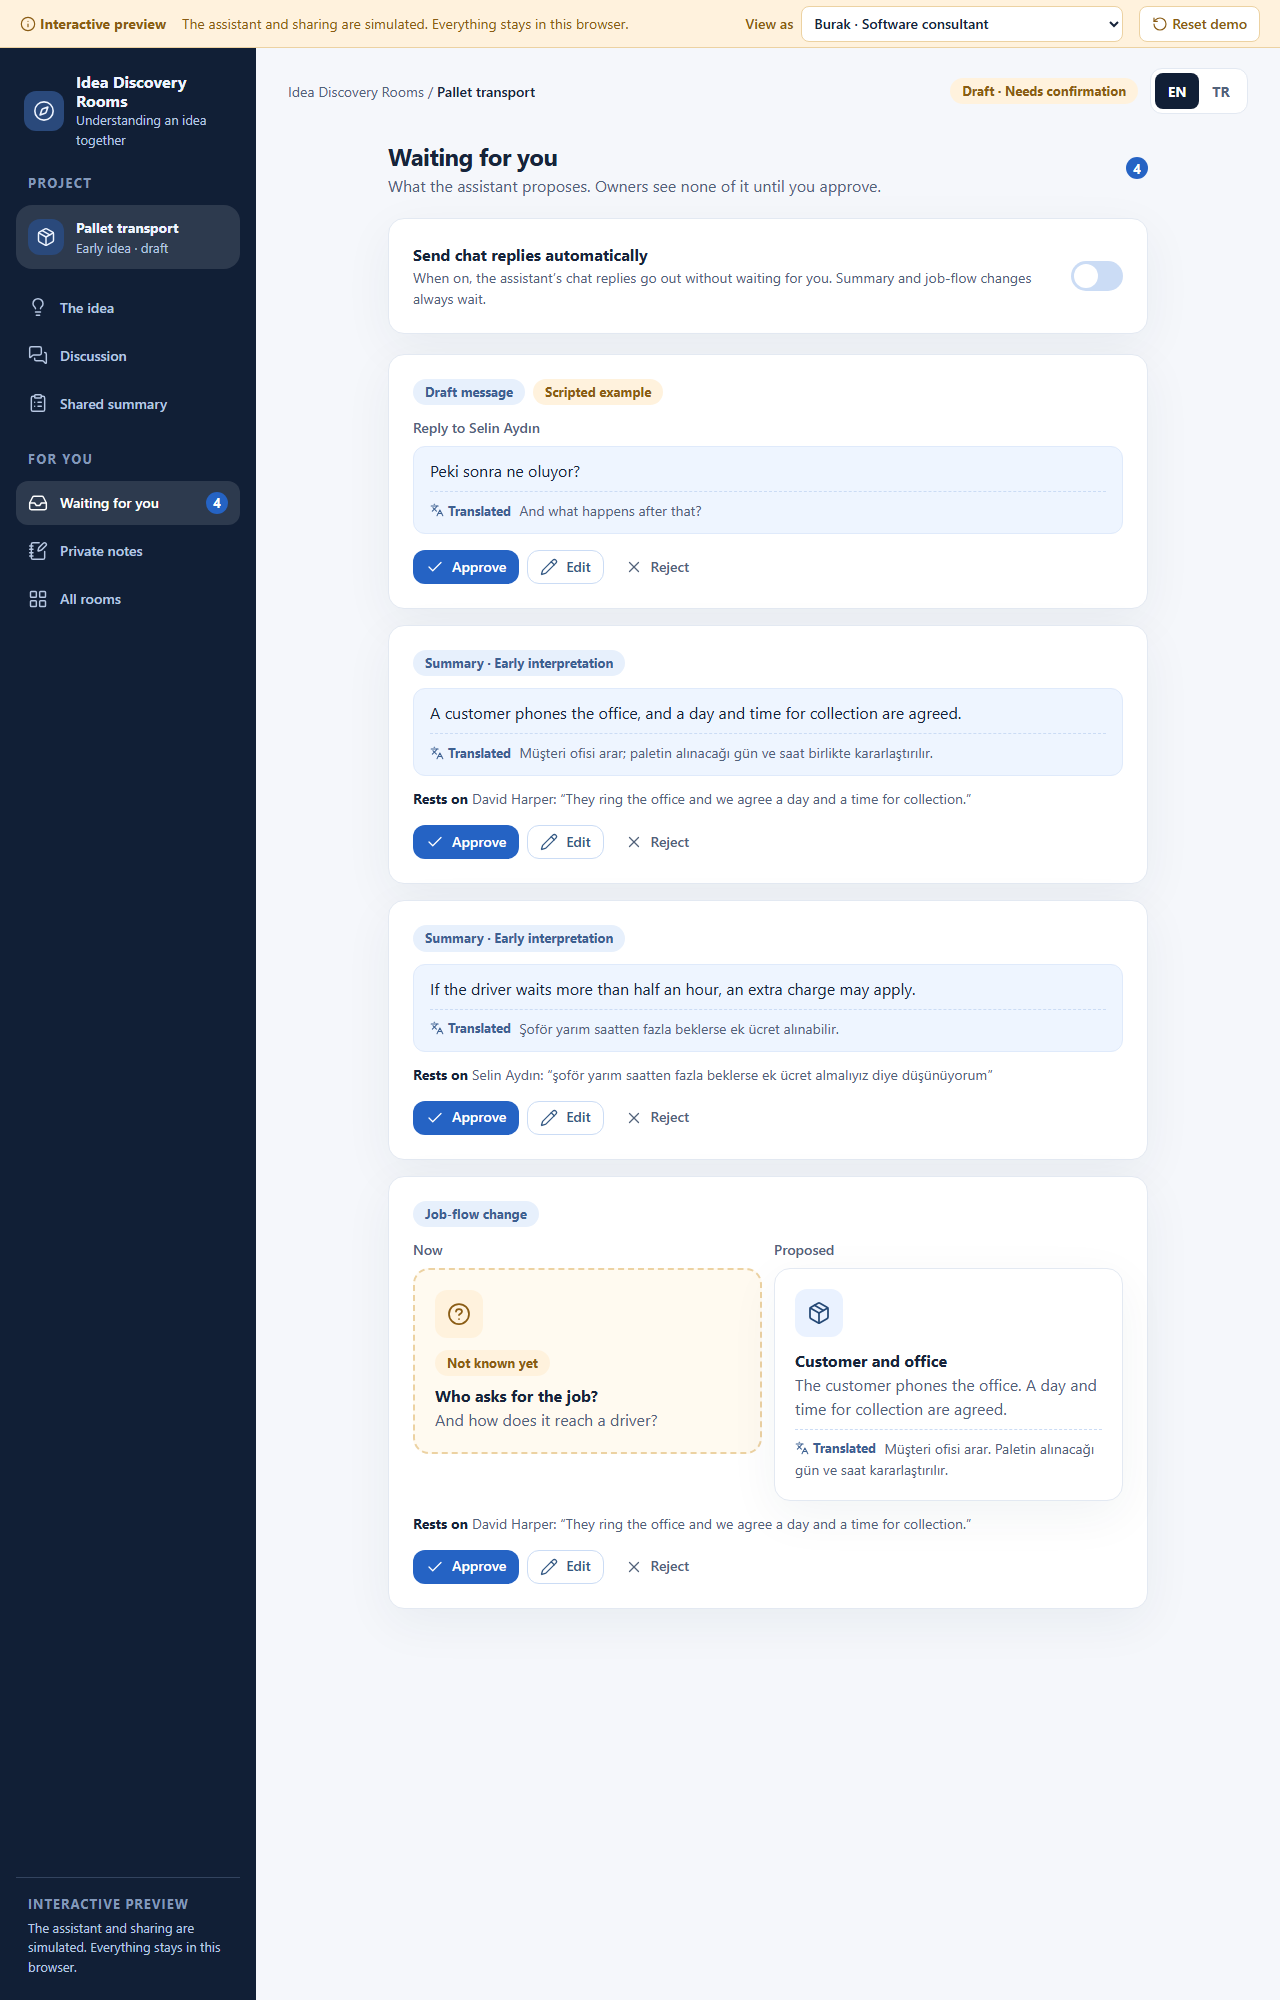 Interactive preview The assistant and sharing are simulated. Everything stays in this browser. View as Burak · Software consultant Reset demo
Idea Discovery Rooms
Understanding an idea together
PROJECT
Pallet transport
Early idea · draft
The idea
Discussion
Shared summary
FOR YOU
Waiting for you 4
Private notes
All rooms
INTERACTIVE PREVIEW
The assistant and sharing are
simulated. Everything stays in this
browser.
Idea Discovery Rooms / Pallet transport Draft · Needs confirmation EN TR
Waiting for you 4
What the assistant proposes. Owners see none of it until you approve.
Send chat replies automatically
When on, the assistant's chat replies go out without waiting for you. Summary and job-flow changes
always wait.
Draft message Scripted example
Reply to Selin Aydın
Peki sonra ne oluyor?
Translated And what happens after that?
Approve Edit Reject
Summary · Early interpretation
A customer phones the office, and a day and time for collection are agreed.
Translated Müşteri ofisi arar; paletin alınacağı gün ve saat birlikte kararlaştırılır.
Rests on David Harper: “They ring the office and we agree a day and a time for collection.”
Approve Edit Reject
Summary · Early interpretation
If the driver waits more than half an hour, an extra charge may apply.
Translated Şoför yarım saatten fazla beklerse ek ücret alınabilir.
Rests on Selin Aydın: “şoför yarım saatten fazla beklerse ek ücret almalıyız diye düşünüyorum”
Approve Edit Reject
Job-flow change
Now
Not known yet
Who asks for the job?
And how does it reach a driver?
Proposed
Customer and office
The customer phones the office. A day and
time for collection are agreed.
Translated Müşteri ofisi arar. Paletin alınacağı
gün ve saat kararlaştırılır.
Rests on David Harper: “They ring the office and we agree a day and a time for collection.”
Approve Edit Reject